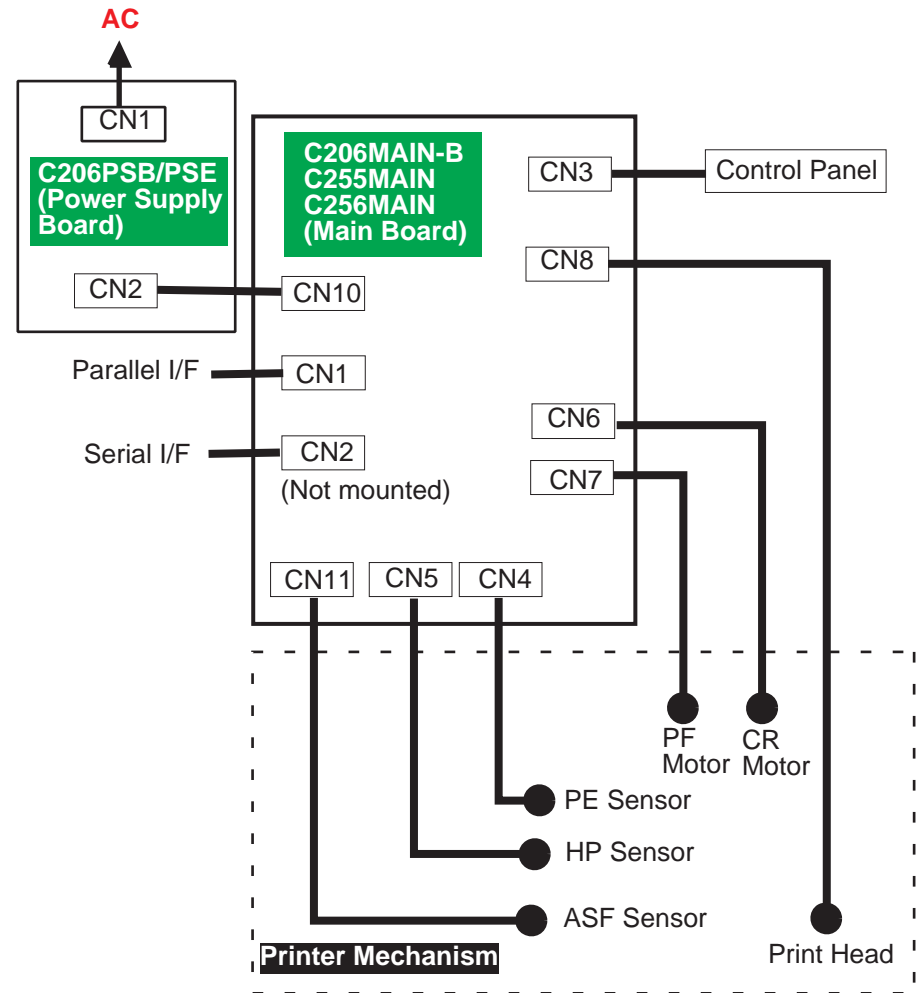 AC
CN1
C206PSB/PSE
(Power Supply
Board)
CN2
C206MAIN-B
C255MAIN
C256MAIN
(Main Board)
CN3
Control Panel
CN8
CN10
Parallel I/F
CN1
CN6
Serial I/F
CN2
(Not mounted)
CN7
CN11
CN5
CN4
PF
Motor
CR
Motor
PE Sensor
HP Sensor
ASF Sensor
Printer Mechanism
Print Head